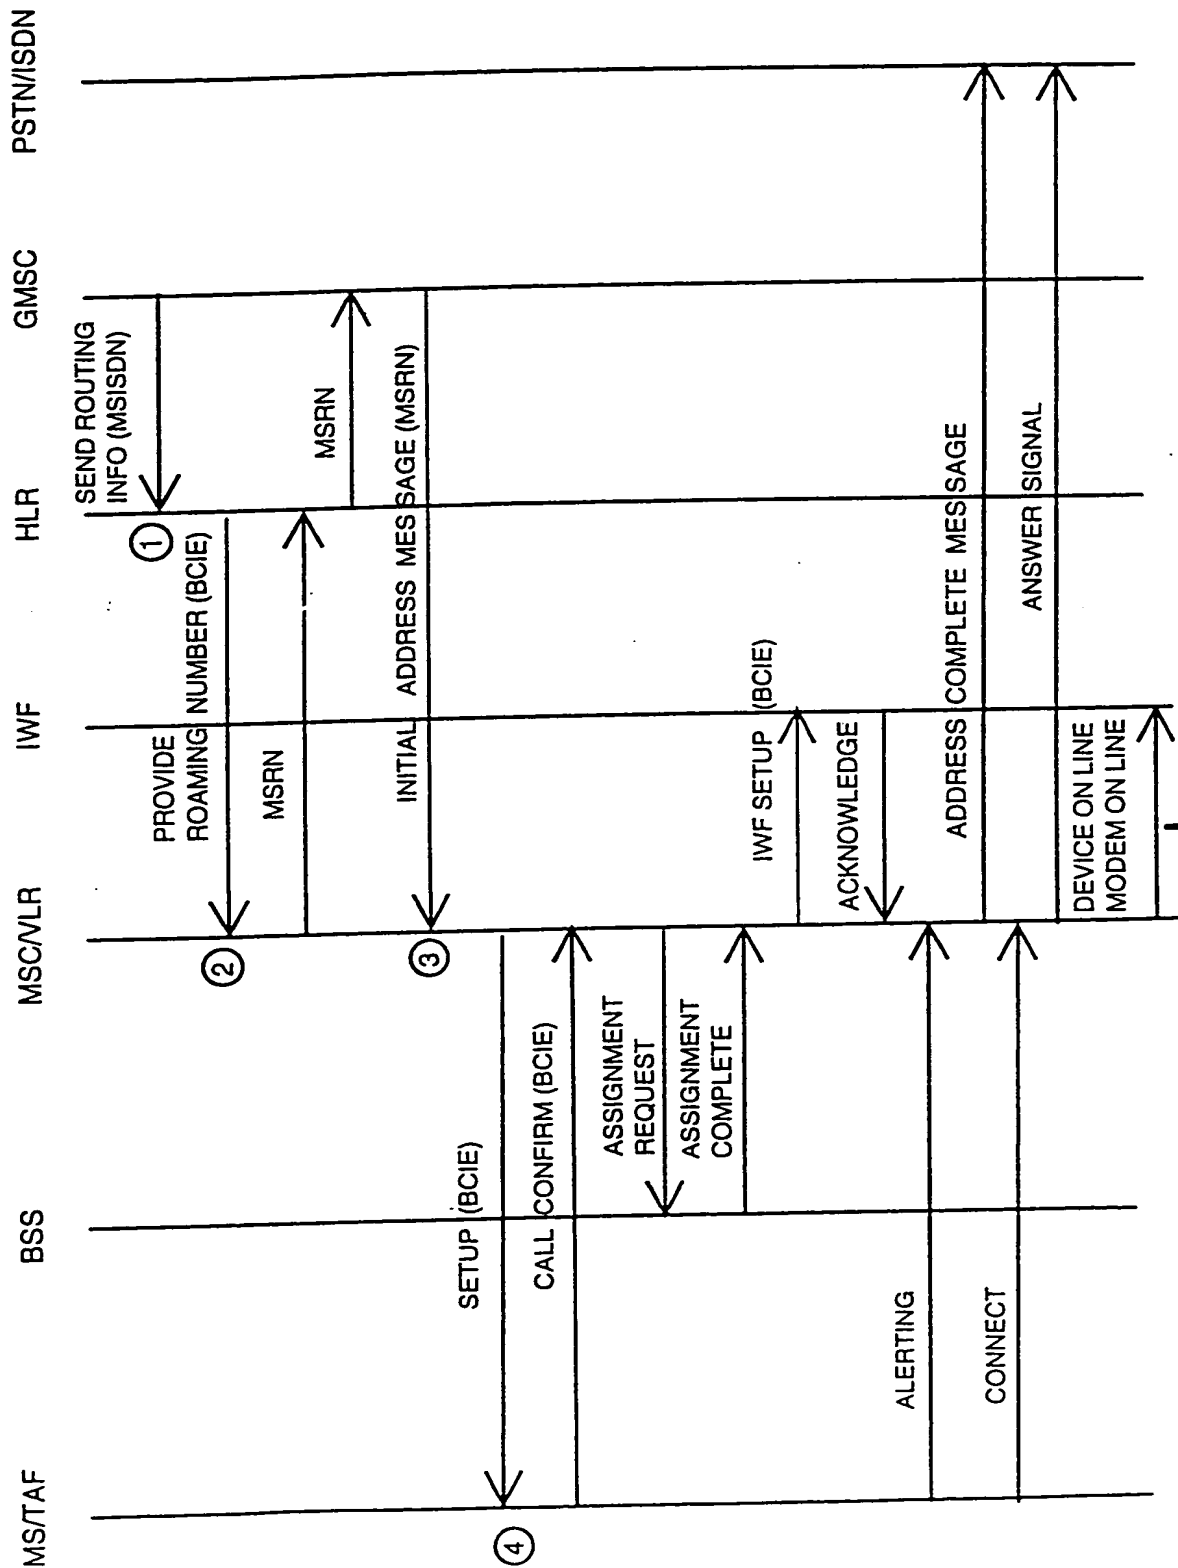 MS/TAF
BSS
MSC/VLR
IWF
HLR
GMSC
PSTN/ISDN
SEND ROUTING
INFO (MSISDN)
1
PROVIDE
ROAMING NUMBER (BCIE)
2
MSRN
MSRN
INITIAL ADDRESS MESSAGE (MSRN)
3
SETUP (BCIE)
4
CALL CONFIRM (BCIE)
ASSIGNMENT
REQUEST
ASSIGNMENT
COMPLETE
IWF SETUP (BCIE)
ACKNOWLEDGE
ALERTING
ADDRESS COMPLETE MESSAGE
CONNECT
ANSWER SIGNAL
DEVICE ON LINE
MODEM ON LINE